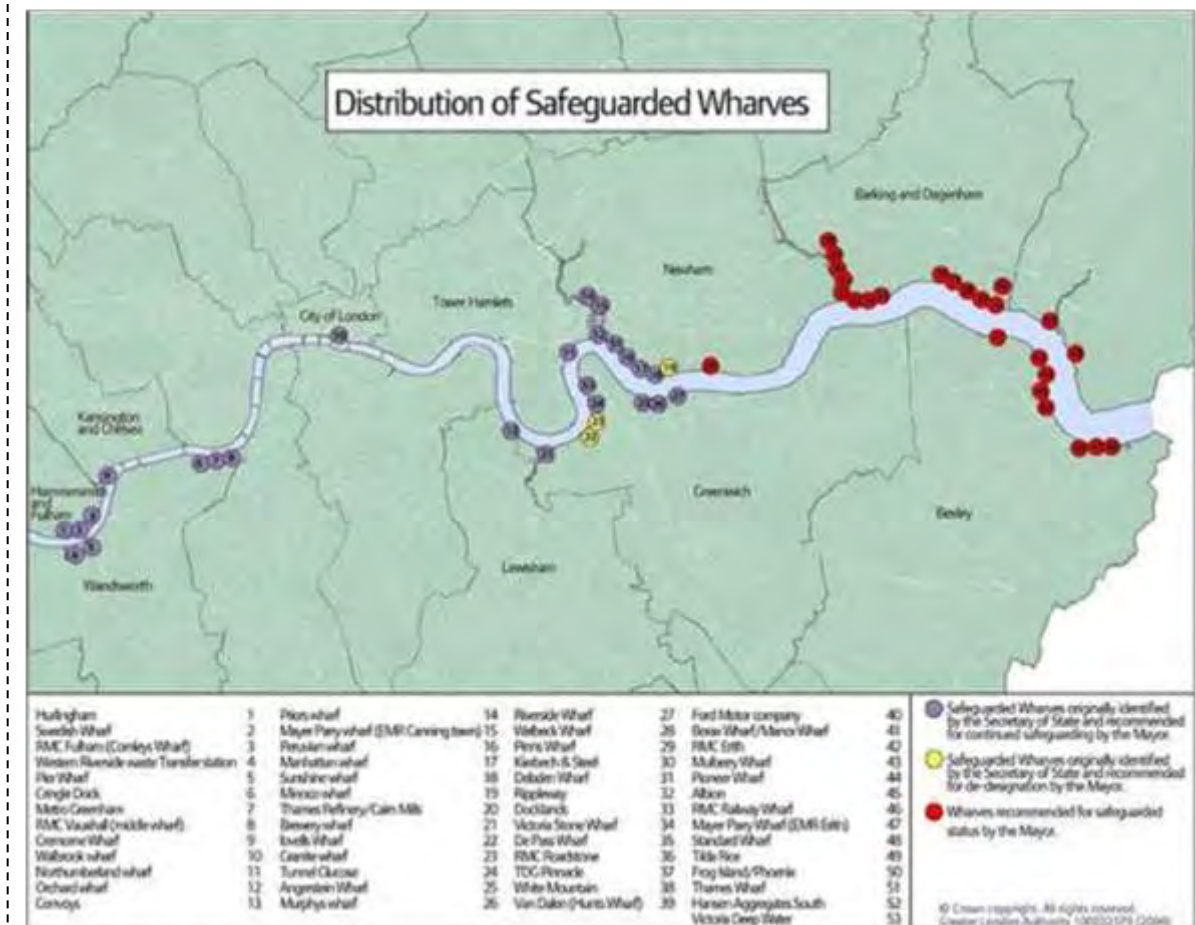 Distribution of Safeguarded Wharves
Barking and Dagenham
Newham
Tower Hamlets
City of London
Kensington
and Chelsea
Hammersmith
and
Fulham
Greenwich
Bexley
Lewisham
Wandsworth
Hurlingham 1
Swedish Wharf 2
RMC Fulham (Comleys Wharf) 3
Western Riverside waste Transfer station 4
Pier Wharf 5
Cringle Dock 6
Metro Greenham 7
RMC Vauxhall (middle wharf) 8
Cremorne Wharf 9
Walbrook wharf 10
Northumberland wharf 11
Orchard wharf 12
Convoys 13
Priors wharf 14
Mayer Parry wharf (EMR Canning town) 15
Peruvian wharf 16
Manhattan wharf 17
Sunshine wharf 18
Minoco wharf 19
Thames Refinery/Cairn Mills 20
Brewery wharf 21
Lovells Wharf 22
Granite wharf 23
Tunnel Glucose 24
Angerstein Wharf 25
Murphys wharf 26
Riverside Wharf 27
Welbeck Wharf 28
Pinns Wharf 29
Kierbeck & Steel 30
Debden Wharf 31
Rippleway 32
Docklands 33
Victoria Stone Wharf 34
De Pass Wharf 35
RMC Roadstone 36
TDG Pinnacle 37
White Mountain 38
Van Dalen (Hunts Wharf) 39
Ford Motor company 40
Borax Wharf/Manor Wharf 41
RMC Erith 42
Mulberry Wharf 43
Pioneer Wharf 44
Albion 45
RMC Railway Wharf 46
Mayer Parry Wharf (EMR Erith) 47
Standard Wharf 48
Tilda Rice 49
Frog Island/Phoenix 50
Thames Wharf 51
Hansen Aggregates South 52
Victoria Deep Water 53
Safeguarded Wharves originally identified
by the Secretary of State and recommended
for continued safeguarding by the Mayor.
Safeguarded Wharves originally identified
by the Secretary of State and recommended
for de-designation by the Mayor.
Wharves recommended for safeguarded
status by the Mayor.
© Crown copyright. All rights reserved.
Greater London Authority